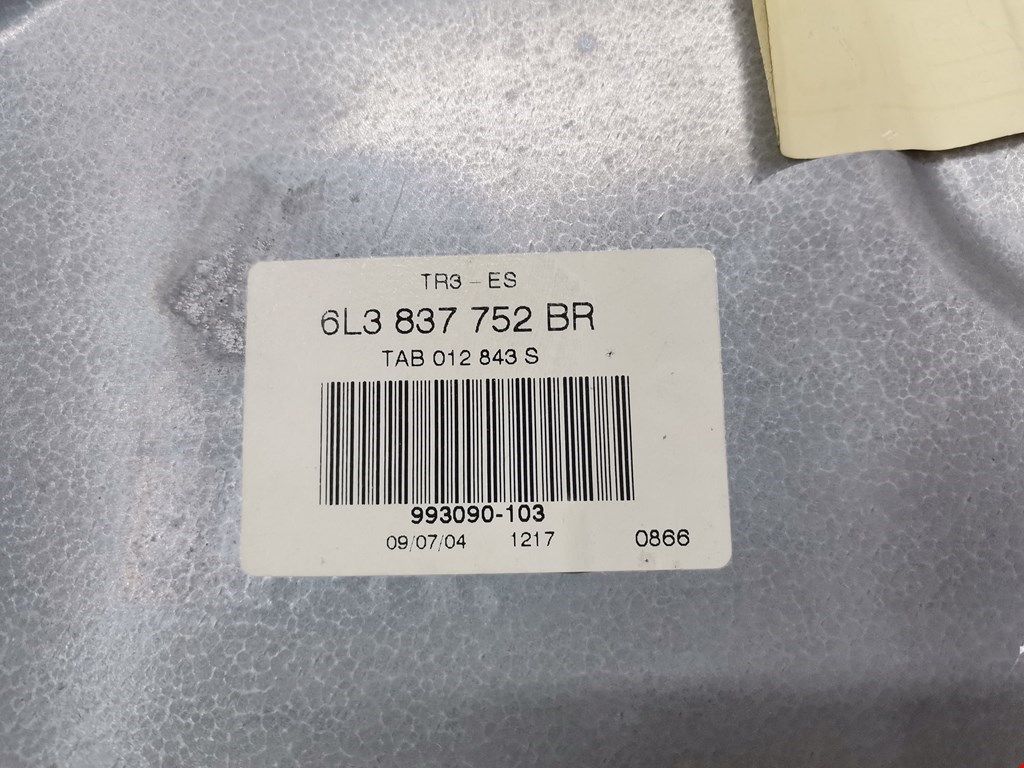 TR3 - ES
6L3 837 752 BR
TAB 012 843 S
993090-103
09/07/04 1217 0866